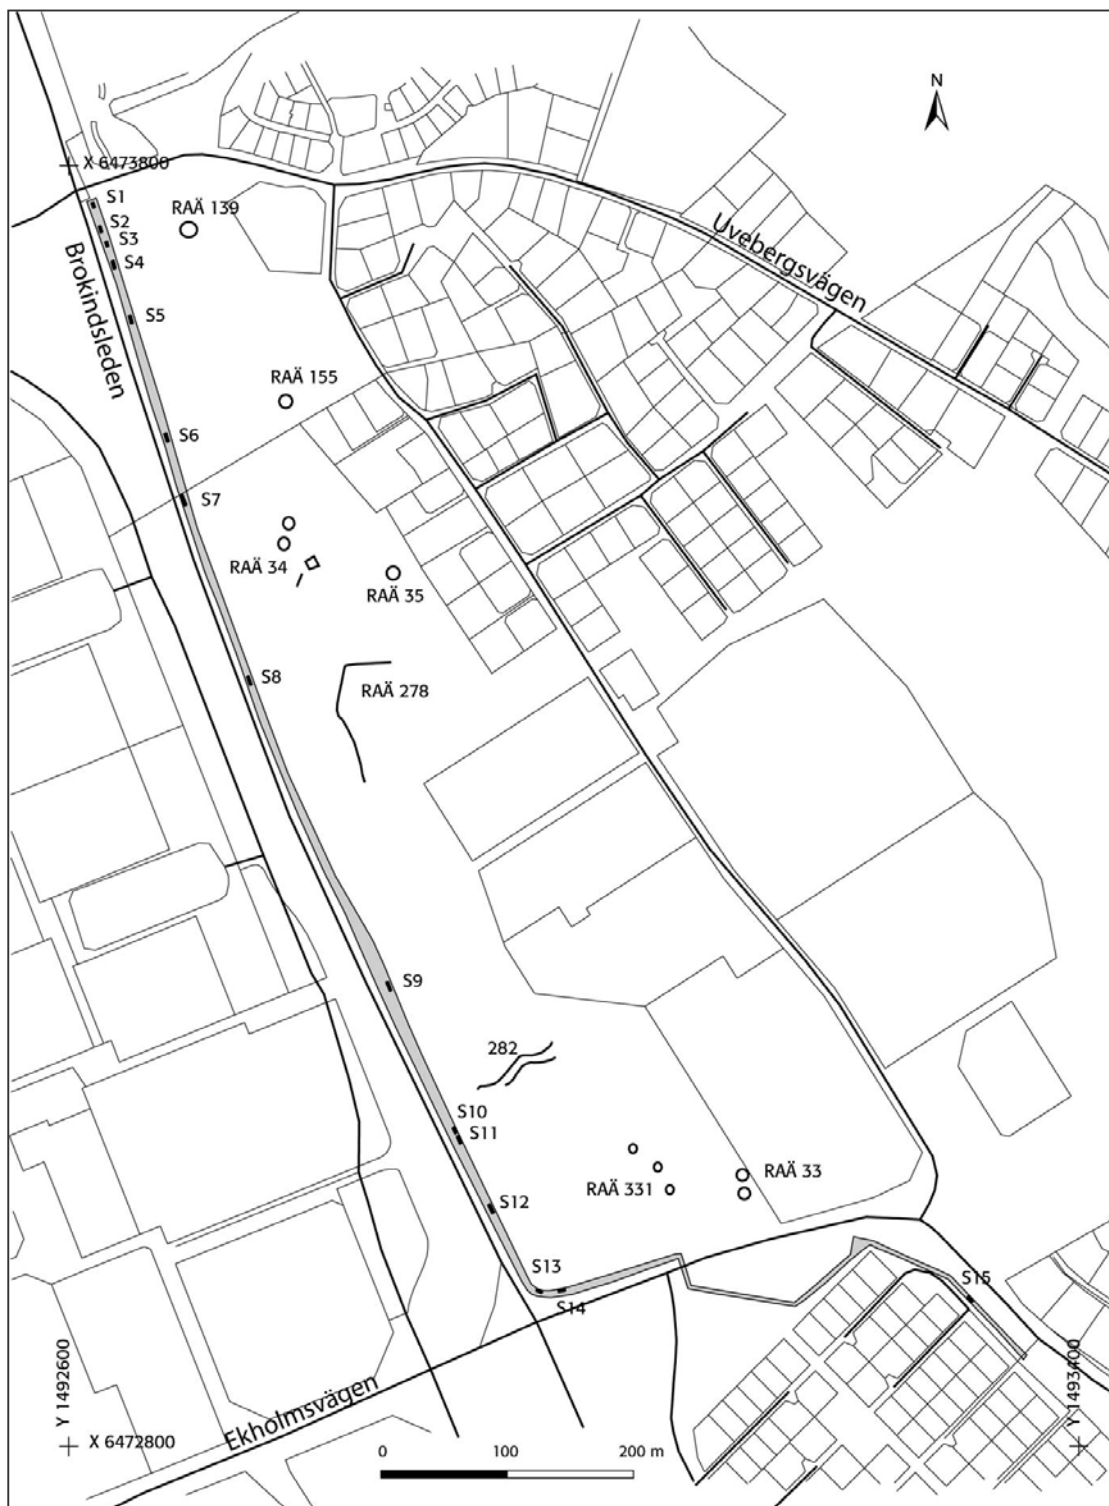 N
X 6473800
S1
RAÄ 139
S2
S3
S4
Uvebergsvägen
Brokindsleden
S5
RAÄ 155
S6
S7
RAÄ 34
RAÄ 35
S8
RAÄ 278
S9
282
S10
S11
RAÄ 331
RAÄ 33
S12
S13
S14
S15
Y 1492600
Y 1493400
Ekholmsvägen
X 6472800
0 100 200 m